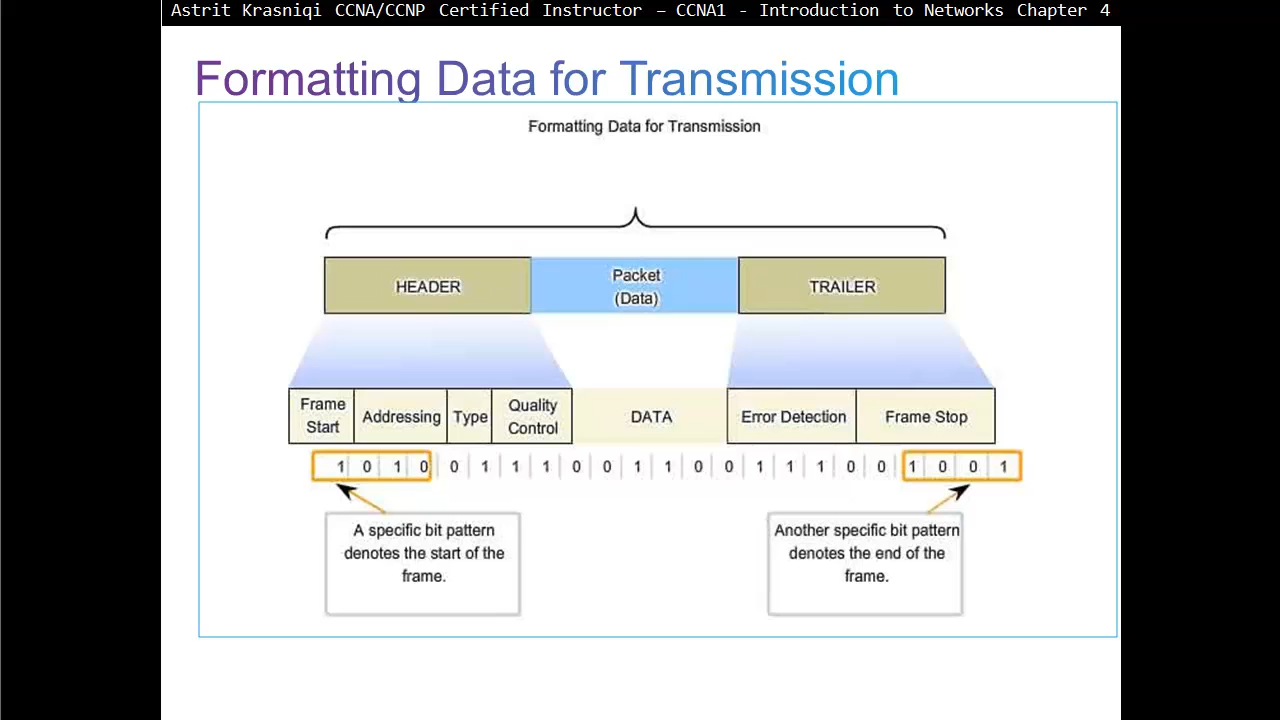 Astrit Krasniqi CCNA/CCNP Certified Instructor – CCNA1 - Introduction to Networks Chapter 4
Formatting Data for Transmission
Formatting Data for Transmission
HEADER
Packet
(Data)
TRAILER
Frame
Start
Addressing
Type
Quality
Control
DATA
Error Detection
Frame Stop
1 0 1 0 0 1 1 1 0 0 1 1 0 0 1 1 1 0 0 1 0 0 1
A specific bit pattern
denotes the start of the
frame.
Another specific bit pattern
denotes the end of the
frame.